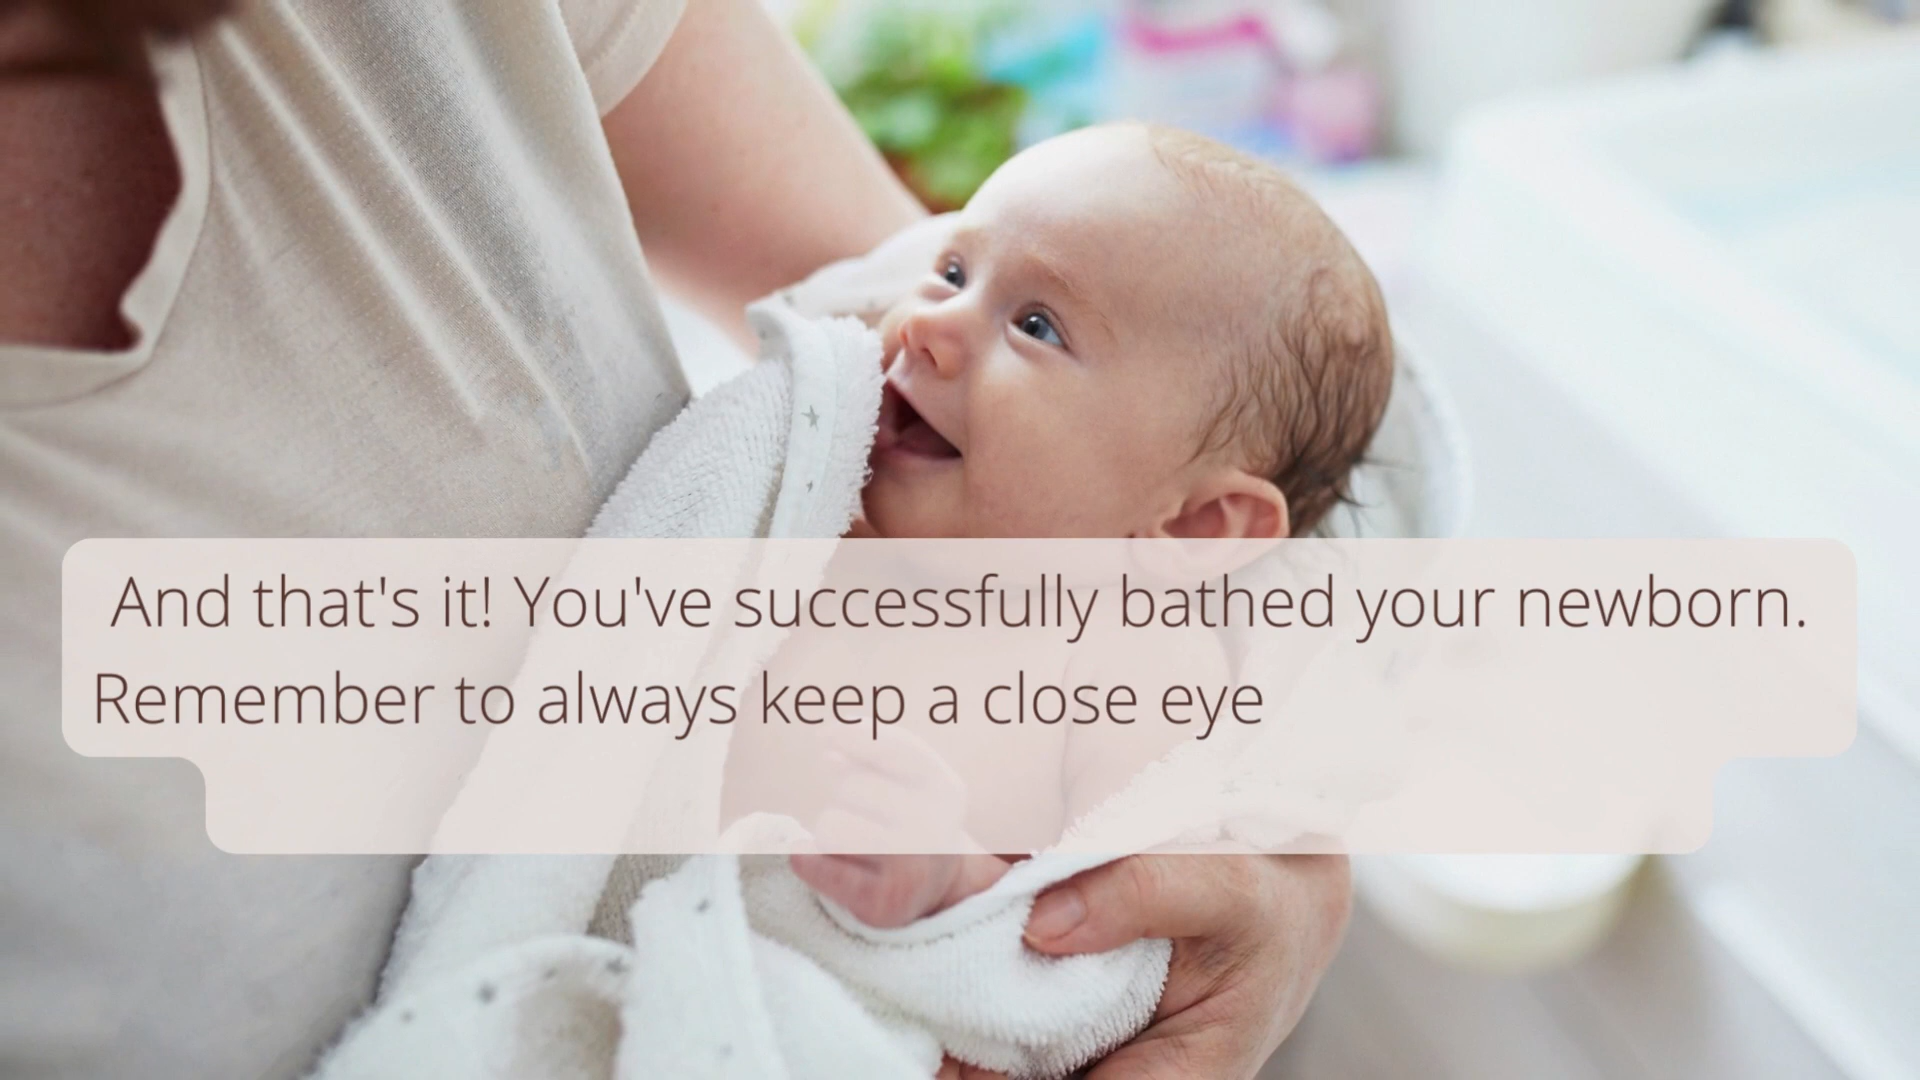 And that's it! You've successfully bathed your newborn.
Remember to always keep a close eye